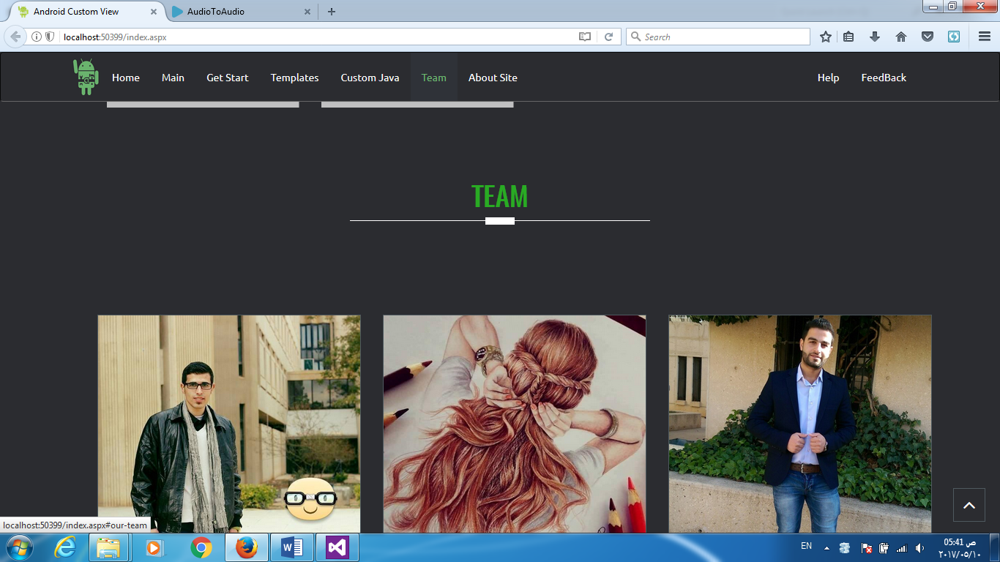 Android Custom View
AudioToAudio
localhost:50399/index.aspx
Search
Home
Main
Get Start
Templates
Custom Java
Team
About Site
Help
FeedBack
TEAM
localhost:50399/index.aspx#our-team
EN
05:41 ص
٢٠١٧/٠٥/١٠